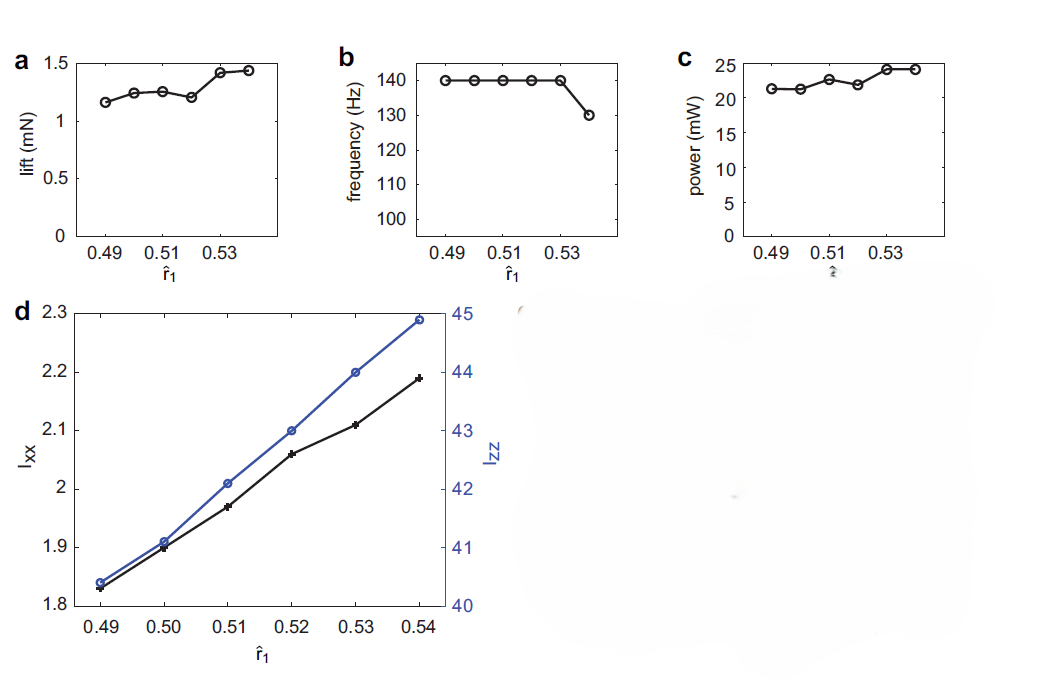 a
lift (mN)
1.5
1
0.5
0
0.49 0.51 0.53
r̂1
b
frequency (Hz)
140
130
120
110
100
0.49 0.51 0.53
r̂1
c
power (mW)
25
20
15
10
5
0
0.49 0.51 0.53
d
Ixx
2.3
2.2
2.1
2
1.9
1.8
0.49 0.50 0.51 0.52 0.53 0.54
r̂1
45
44
43
42
41
40
Izz